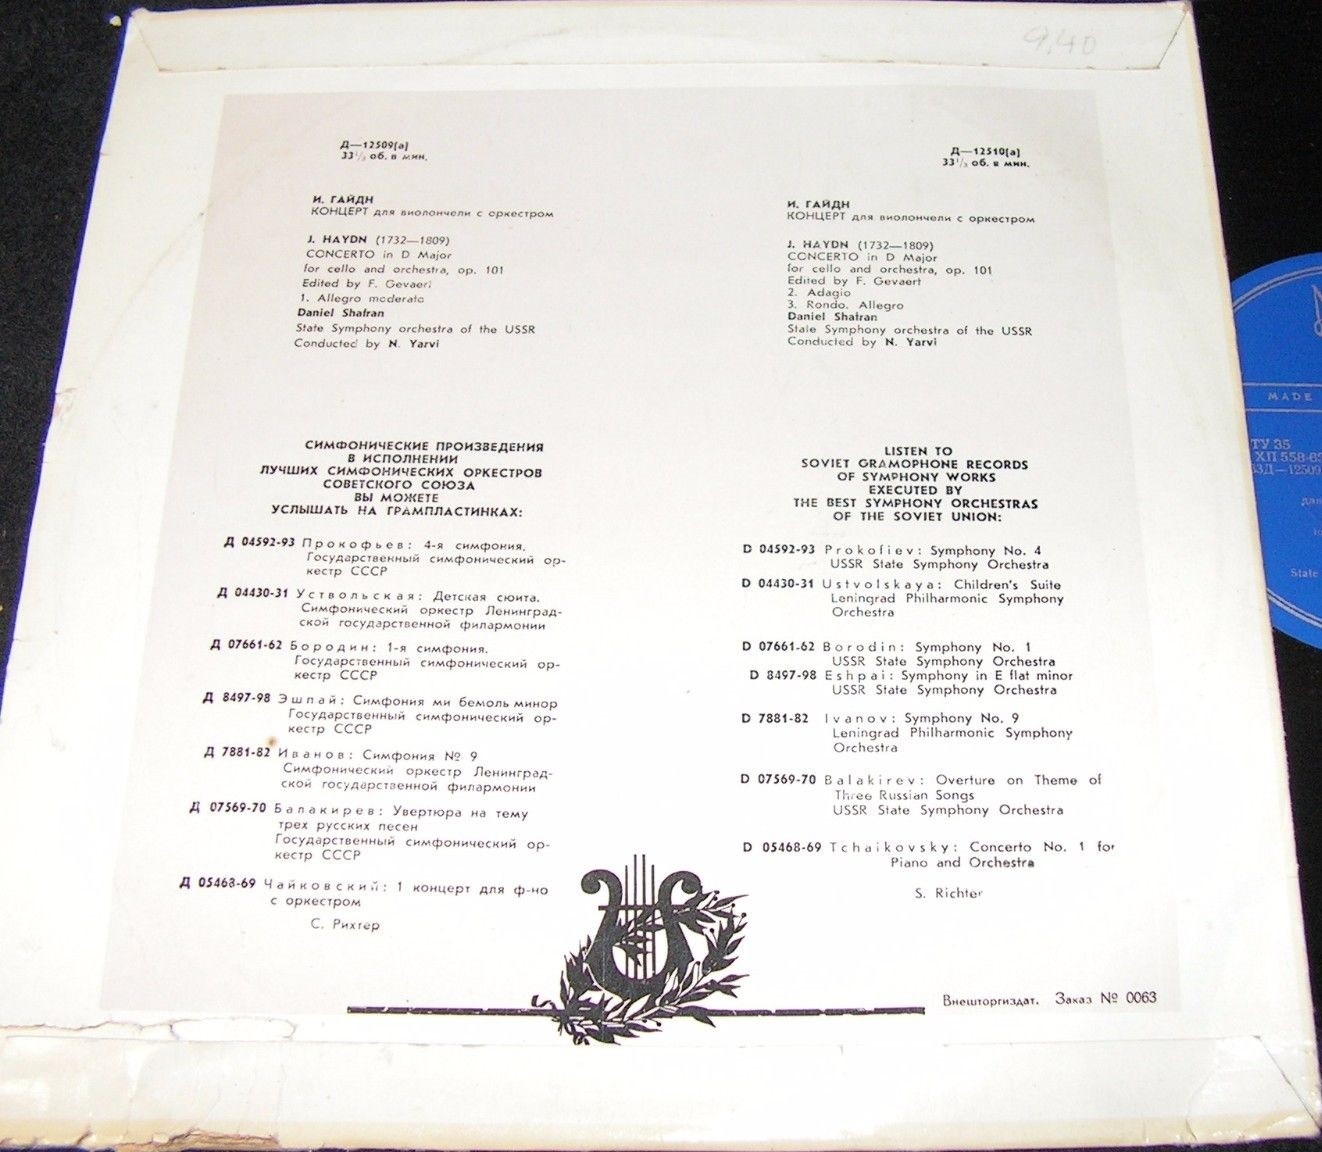 9,40
Д—12509(a)
33 1/3 об. в мин.
И. ГАЙДН
КОНЦЕРТ для виолончели с оркестром
J. HAYDN (1732—1809)
CONCERTO in D Major
for cello and orchestra, op. 101
Edited by F. Gevaert
1. Allegro moderato
Daniel Shafran
State Symphony orchestra of the USSR
Conducted by N. Yarvi
Д—12510(a)
33 1/3 об. в мин.
И. ГАЙДН
КОНЦЕРТ для виолончели с оркестром
J. HAYDN (1732—1809)
CONCERTO in D Major
for cello and orchestra, op. 101
Edited by F. Gevaert
2. Adagio
3. Rondo. Allegro
Daniel Shafran
State Symphony orchestra of the USSR
Conducted by N. Yarvi
СИМФОНИЧЕСКИЕ ПРОИЗВЕДЕНИЯ
В ИСПОЛНЕНИИ
ЛУЧШИХ СИМФОНИЧЕСКИХ ОРКЕСТРОВ
СОВЕТСКОГО СОЮЗА
ВЫ МОЖЕТЕ
УСЛЫШАТЬ НА ГРАМПЛАСТИНКАХ:
Д 04592-93 Прокофьев: 4-я симфония.
Государственный симфонический ор-
кестр СССР
Д 04430-31 Уствольская: Детская сюита.
Симфонический оркестр Ленинград-
ской государственной филармонии
Д 07661-62 Бородин: 1-я симфония.
Государственный симфонический ор-
кестр СССР
Д 8497-98 Эшпай: Симфония ми бемоль минор
Государственный симфонический ор-
кестр СССР
Д 7881-82 Иванов: Симфония № 9
Симфонический оркестр Ленинград-
ской государственной филармонии
Д 07569-70 Балакирев: Увертюра на тему
трех русских песен
Государственный симфонический ор-
кестр СССР
Д 05468-69 Чайковский: 1 концерт для ф-но
с оркестром
С. Рихтер
LISTEN TO
SOVIET GRAMOPHONE RECORDS
OF SYMPHONY WORKS
EXECUTED BY
THE BEST SYMPHONY ORCHESTRAS
OF THE SOVIET UNION:
D 04592-93 Prokofiev: Symphony No. 4
USSR State Symphony Orchestra
D 04430-31 Ustvolskaya: Children's Suite
Leningrad Philharmonic Symphony
Orchestra
D 07661-62 Borodin: Symphony No. 1
USSR State Symphony Orchestra
D 8497-98 Eshpai: Symphony in E flat minor
USSR State Symphony Orchestra
D 7881-82 Ivanov: Symphony No. 9
Leningrad Philharmonic Symphony
Orchestra
D 07569-70 Balakirev: Overture on Theme of
Three Russian Songs
USSR State Symphony Orchestra
D 05468-69 Tchaikovsky: Concerto No. 1 for
Piano and Orchestra
S. Richter
Внешторгиздат. Заказ № 0063
MADE
ТУ 35
ХП 558-6
Д—12509
State